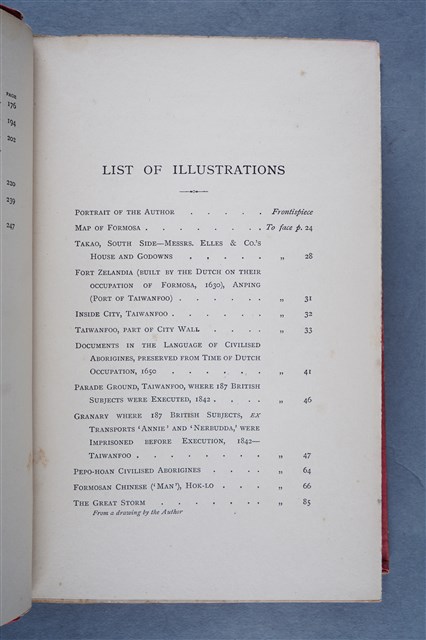 PAGE
176
194
202
220
239
247
LIST OF ILLUSTRATIONS
Portrait of the Author . . . . . Frontispiece
Map of Formosa . . . . . . . . To face p. 24
Takao, South Side—Messrs. Elles & Co.'s
House and Godowns . . . . . „ 28
Fort Zelandia (built by the Dutch on their
occupation of Formosa, 1630), Anping
(Port of Taiwanfoo) . . . . . . „ 31
Inside City, Taiwanfoo . . . . . . „ 32
Taiwanfoo, part of City Wall . . . . „ 33
Documents in the Language of Civilised
Aborigines, preserved from Time of Dutch
Occupation, 1650 . . . . . . „ 41
Parade Ground, Taiwanfoo, where 187 British
Subjects were Executed, 1842 . . . . „ 46
Granary where 187 British Subjects, ex
Transports 'Annie' and 'Nerbudda,' were
Imprisoned before Execution, 1842—
Taiwanfoo . . . . . . . . „ 47
Pepo-hoan Civilised Aborigines . . . . „ 64
Formosan Chinese ('Man'), Hok-lo . . . „ 66
The Great Storm . . . . . . . „ 85
From a drawing by the Author